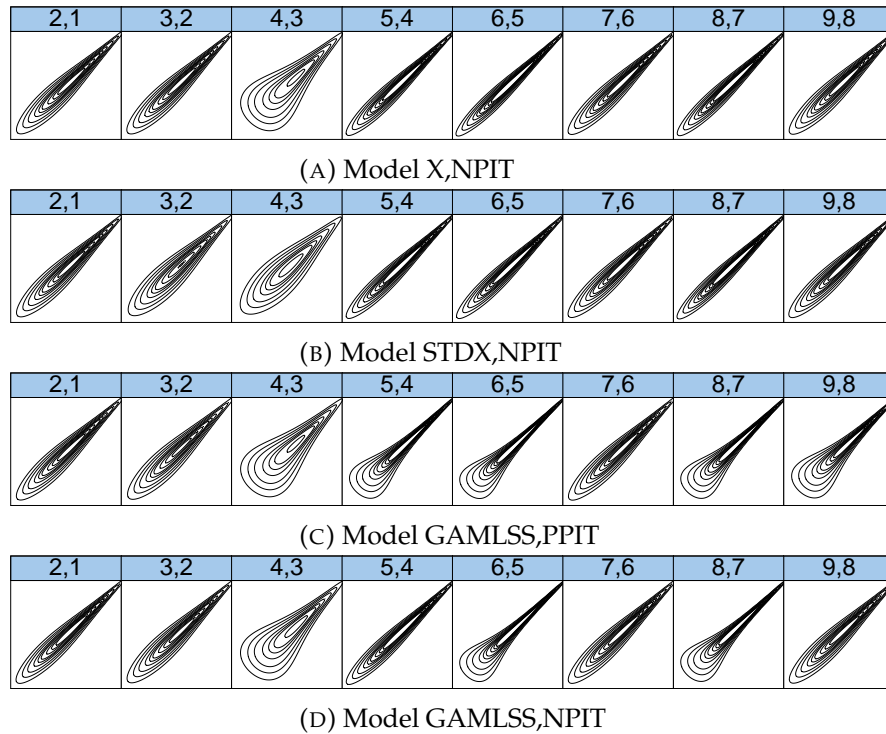 2,1 3,2 4,3 5,4 6,5 7,6 8,7 9,8
(A) Model X,NPIT
2,1 3,2 4,3 5,4 6,5 7,6 8,7 9,8
(B) Model STDX,NPIT
2,1 3,2 4,3 5,4 6,5 7,6 8,7 9,8
(C) Model GAMLSS,PPIT
2,1 3,2 4,3 5,4 6,5 7,6 8,7 9,8
(D) Model GAMLSS,NPIT